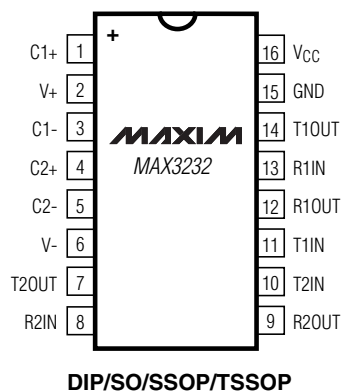 +
C1+ 1 16 VCC
V+ 2 15 GND
C1- 3 14 T1OUT
MAXIM
C2+ 4 13 R1IN
MAX3232
C2- 5 12 R1OUT
V- 6 11 T1IN
T2OUT 7 10 T2IN
R2IN 8 9 R2OUT
DIP/SO/SSOP/TSSOP